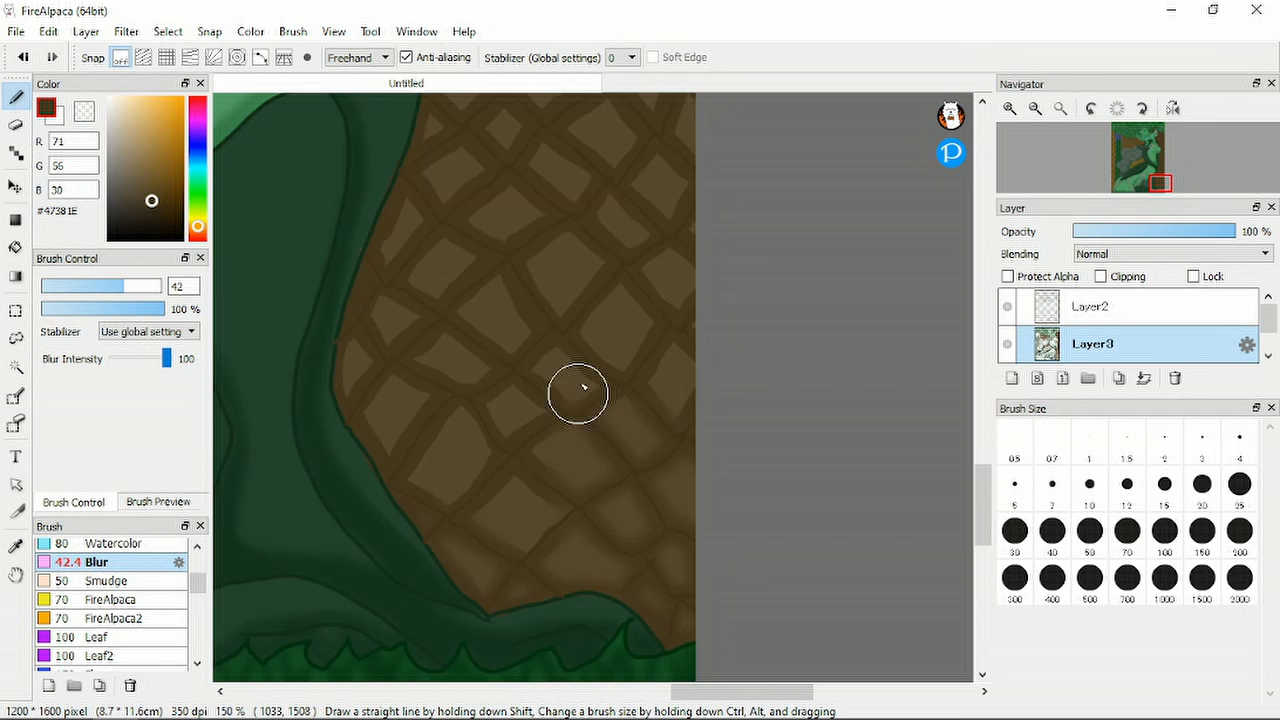 FireAlpaca (64bit)
File Edit Layer Filter Select Snap Color Brush View Tool Window Help
Snap OFF Freehand Anti-aliasing Stabilizer (Global settings) 0 Soft Edge
Color
Untitled
Navigator
R 71
G 56
B 30
#47381E
Layer
Opacity 100 %
Blending Normal
Protect Alpha Clipping Lock
Layer2
Layer3
Brush Control
42
100 %
Stabilizer Use global setting
Blur Intensity 100
Brush Control Brush Preview
Brush
80 Watercolor
42.4 Blur
50 Smudge
70 FireAlpaca
70 FireAlpaca2
100 Leaf
100 Leaf2
Brush Size
0.5 0.7 1 1.5 2 3 4
5 7 10 12 15 20 25
30 40 50 70 100 150 200
300 400 500 700 1000 1500 2000
1200 * 1600 pixel (8.7 * 11.6cm) 350 dpi 150 % ( 1033, 1508 ) Draw a straight line by holding down Shift, Change a brush size by holding down Ctrl, Alt, and dragging